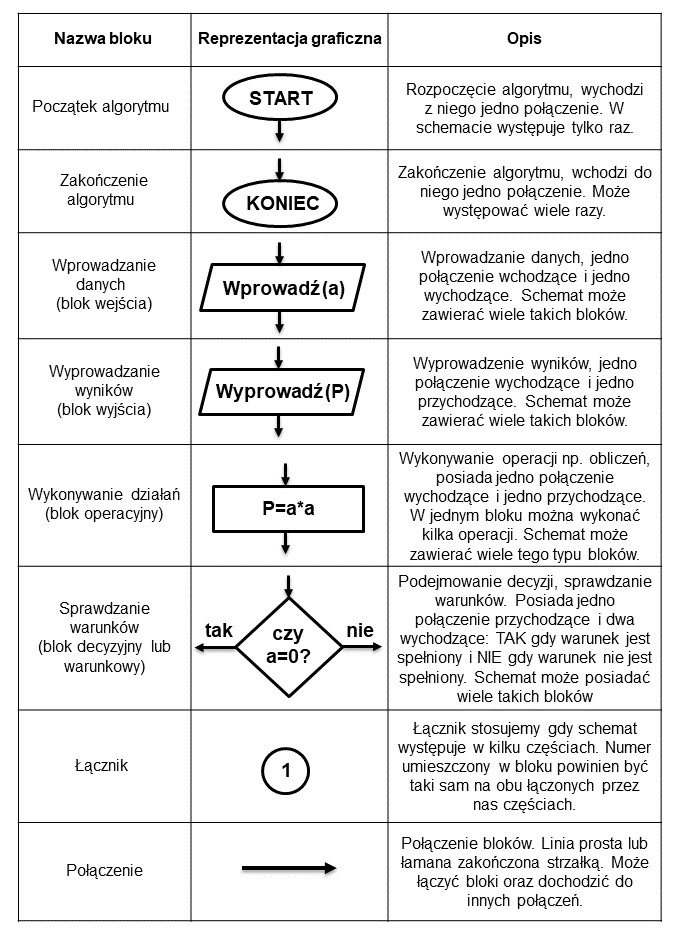 Nazwa bloku
Reprezentacja graficzna
Opis
Początek algorytmu
START
Rozpoczęcie algorytmu, wychodzi
z niego jedno połączenie. W
schemacie występuje tylko raz.
Zakończenie
algorytmu
KONIEC
Zakończenie algorytmu, wchodzi do
niego jedno połączenie. Może
występować wiele razy.
Wprowadzanie
danych
(blok wejścia)
Wprowadź(a)
Wprowadzanie danych, jedno
połączenie wchodzące i jedno
wychodzące. Schemat może
zawierać wiele takich bloków.
Wyprowadzanie
wyników
(blok wyjścia)
Wyprowadź(P)
Wyprowadzenie wyników, jedno
połączenie wychodzące i jedno
przychodzące. Schemat może
zawierać wiele takich bloków.
Wykonywanie działań
(blok operacyjny)
P=a*a
Wykonywanie operacji np. obliczeń,
posiada jedno połączenie
wychodzące i jedno przychodzące.
W jednym bloku można wykonać
kilka operacji. Schemat może
zawierać wiele tego typu bloków.
Sprawdzanie
warunków
(blok decyzyjny lub
warunkowy)
tak
czy
a=0?
nie
Podejmowanie decyzji, sprawdzanie
warunków. Posiada jedno
połączenie przychodzące i dwa
wychodzące: TAK gdy warunek jest
spełniony i NIE gdy warunek nie jest
spełniony. Schemat może posiadać
wiele takich bloków
Łącznik
1
Łącznik stosujemy gdy schemat
występuje w kilku częściach. Numer
umieszczony w bloku powinien być
taki sam na obu łączonych przez
nas częściach.
Połączenie
Połączenie bloków. Linia prosta lub
łamana zakończona strzałką. Może
łączyć bloki oraz dochodzić do
innych połączeń.